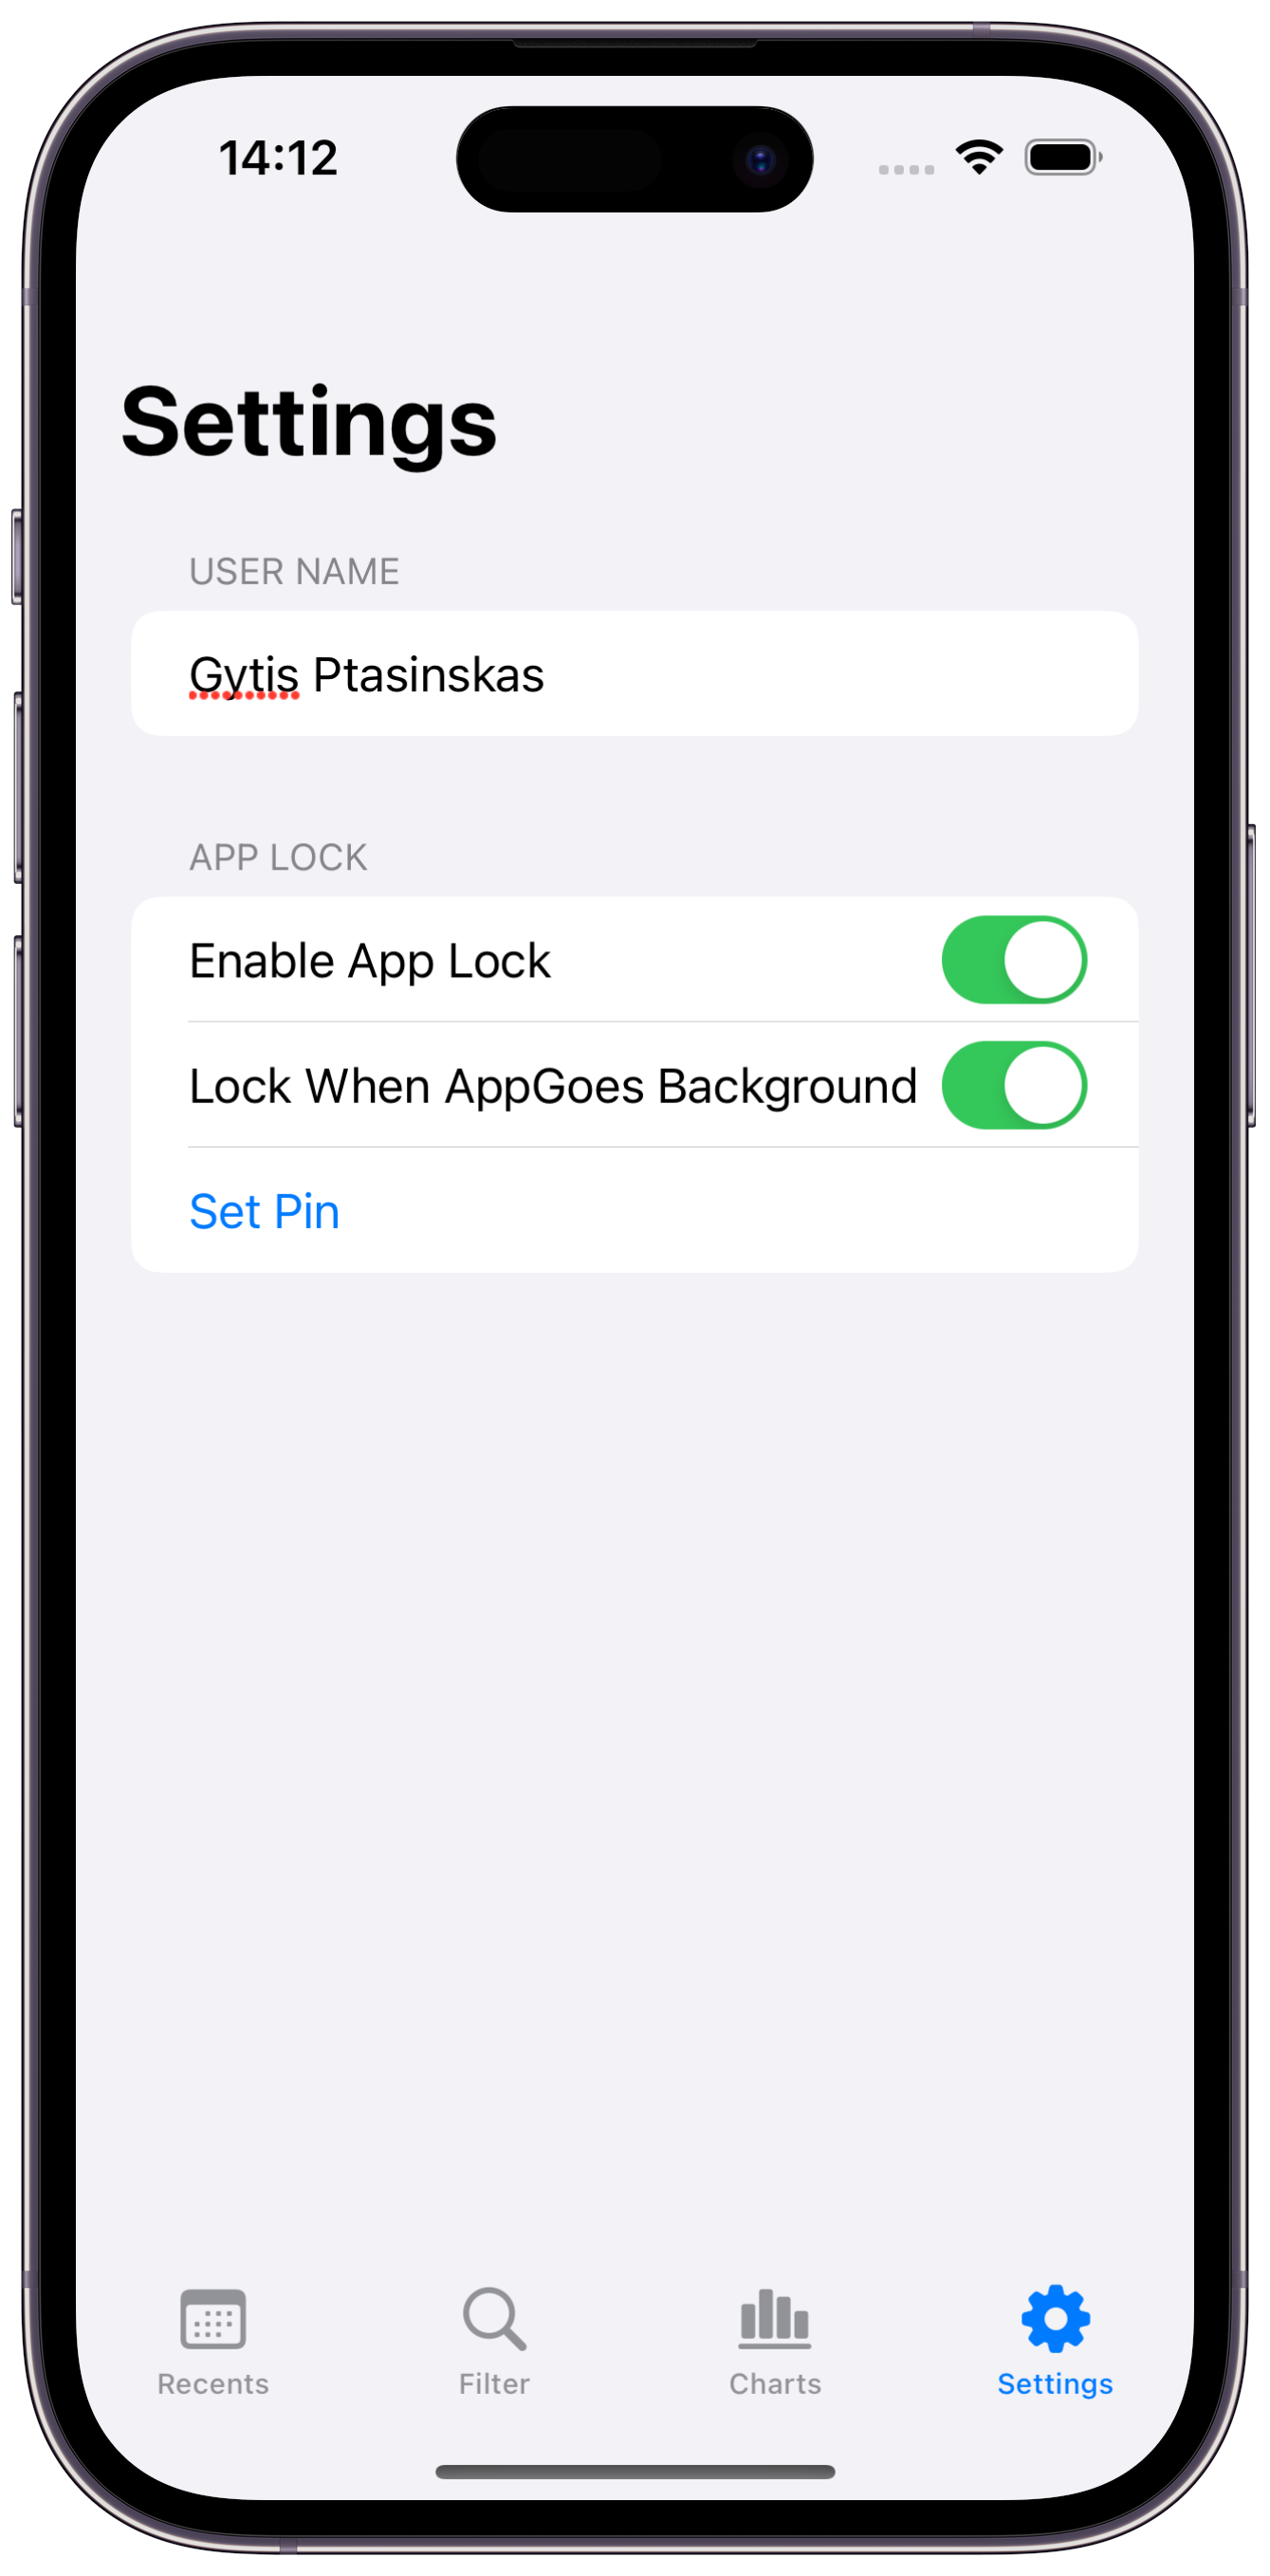 14:12
Settings
USER NAME
Gytis Ptasinskas
APP LOCK
Enable App Lock
Lock When AppGoes Background
Set Pin
Recents
Filter
Charts
Settings